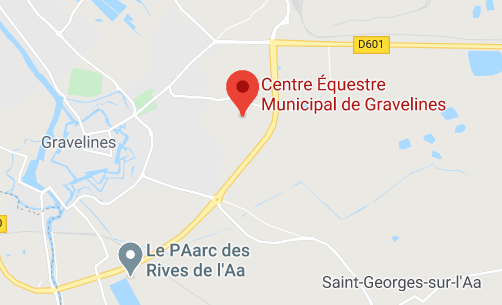 D601
Centre Équestre
Municipal de Gravelines
Gravelines
Le PAarc des
Rives de l'Aa
Saint-Georges-sur-l'Aa